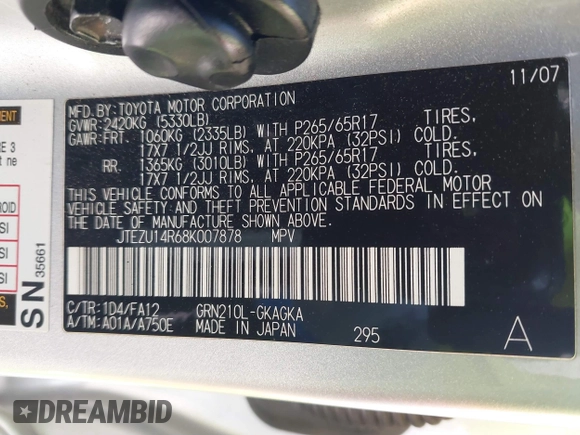 11/07
MFD.BY:TOYOTA MOTOR CORPORATION
GVWR:2420KG (5330LB)
GAWR:FRT. 1060KG (2335LB) WITH P265/65R17 TIRES,
17X7 1/2JJ RIMS, AT 220KPA (32PSI) COLD.
RR. 1365KG (3010LB) WITH P265/65R17 TIRES,
17X7 1/2JJ RIMS, AT 220KPA (32PSI) COLD.
THIS VEHICLE CONFORMS TO ALL APPLICABLE FEDERAL MOTOR
VEHICLE SAFETY AND THEFT PREVENTION STANDARDS IN EFFECT ON
THE DATE OF MANUFACTURE SHOWN ABOVE.
JTEZU14R68K007878 MPV
C/TR:1D4/FA12 GRN210L-GKAGKA
A/TM:A01A/A750E MADE IN JAPAN 295 A
SN 35661
DREAMBID